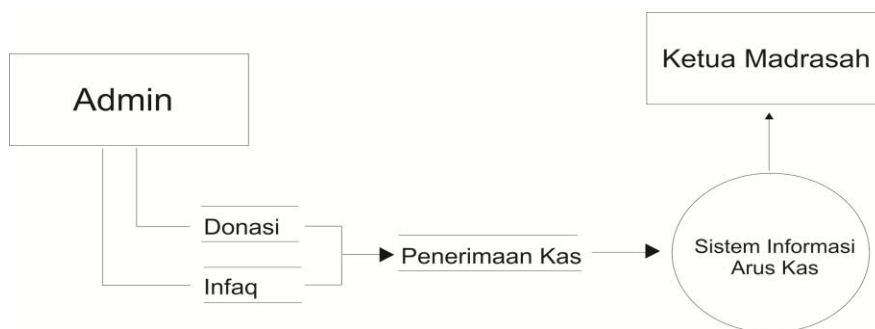 Admin
Ketua Madrasah
Donasi
Infaq
Penerimaan Kas
Sistem Informasi
Arus Kas